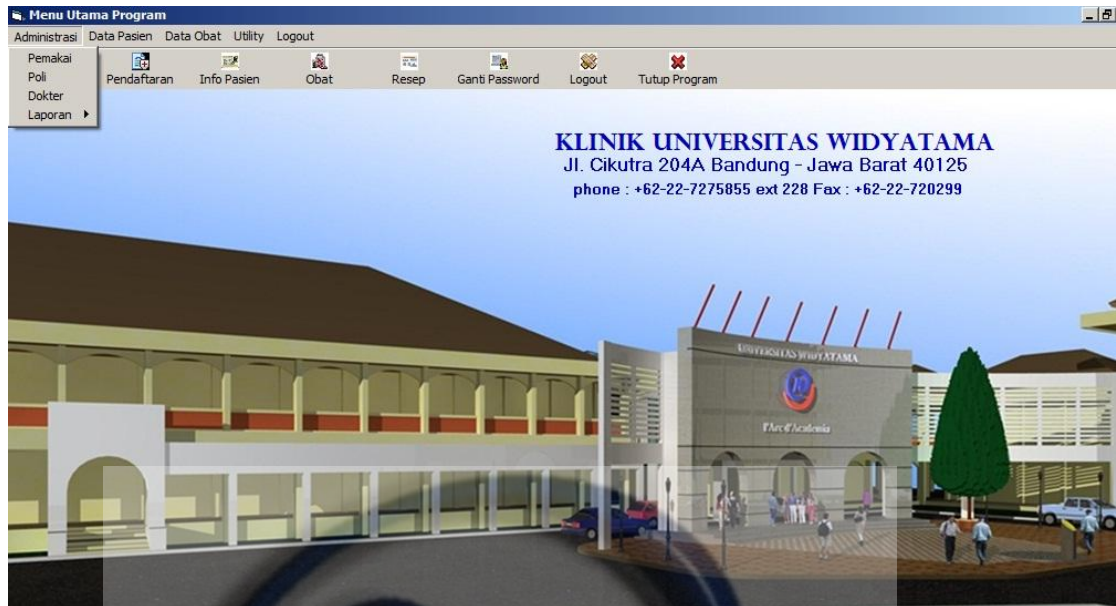 Menu Utama Program
Administrasi Data Pasien Data Obat Utility Logout
Pemakai
Poli
Dokter
Laporan
Pendaftaran Info Pasien Obat Resep Ganti Password Logout Tutup Program
KLINIK UNIVERSITAS WIDYATAMA
Jl. Cikutra 204A Bandung - Jawa Barat 40125
phone : +62-22-7275855 ext 228 Fax : +62-22-720299
UNIVERSITAS WIDYATAMA
l'Arc d'Academia